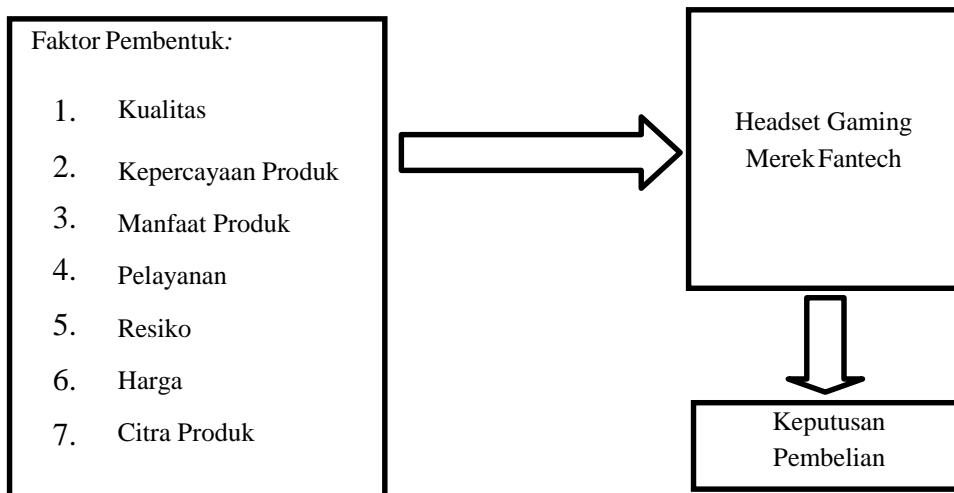 Faktor Pembentuk:
1. Kualitas
2. Kepercayaan Produk
3. Manfaat Produk
4. Pelayanan
5. Resiko
6. Harga
7. Citra Produk
Headset Gaming
Merek Fantech
Keputusan
Pembelian